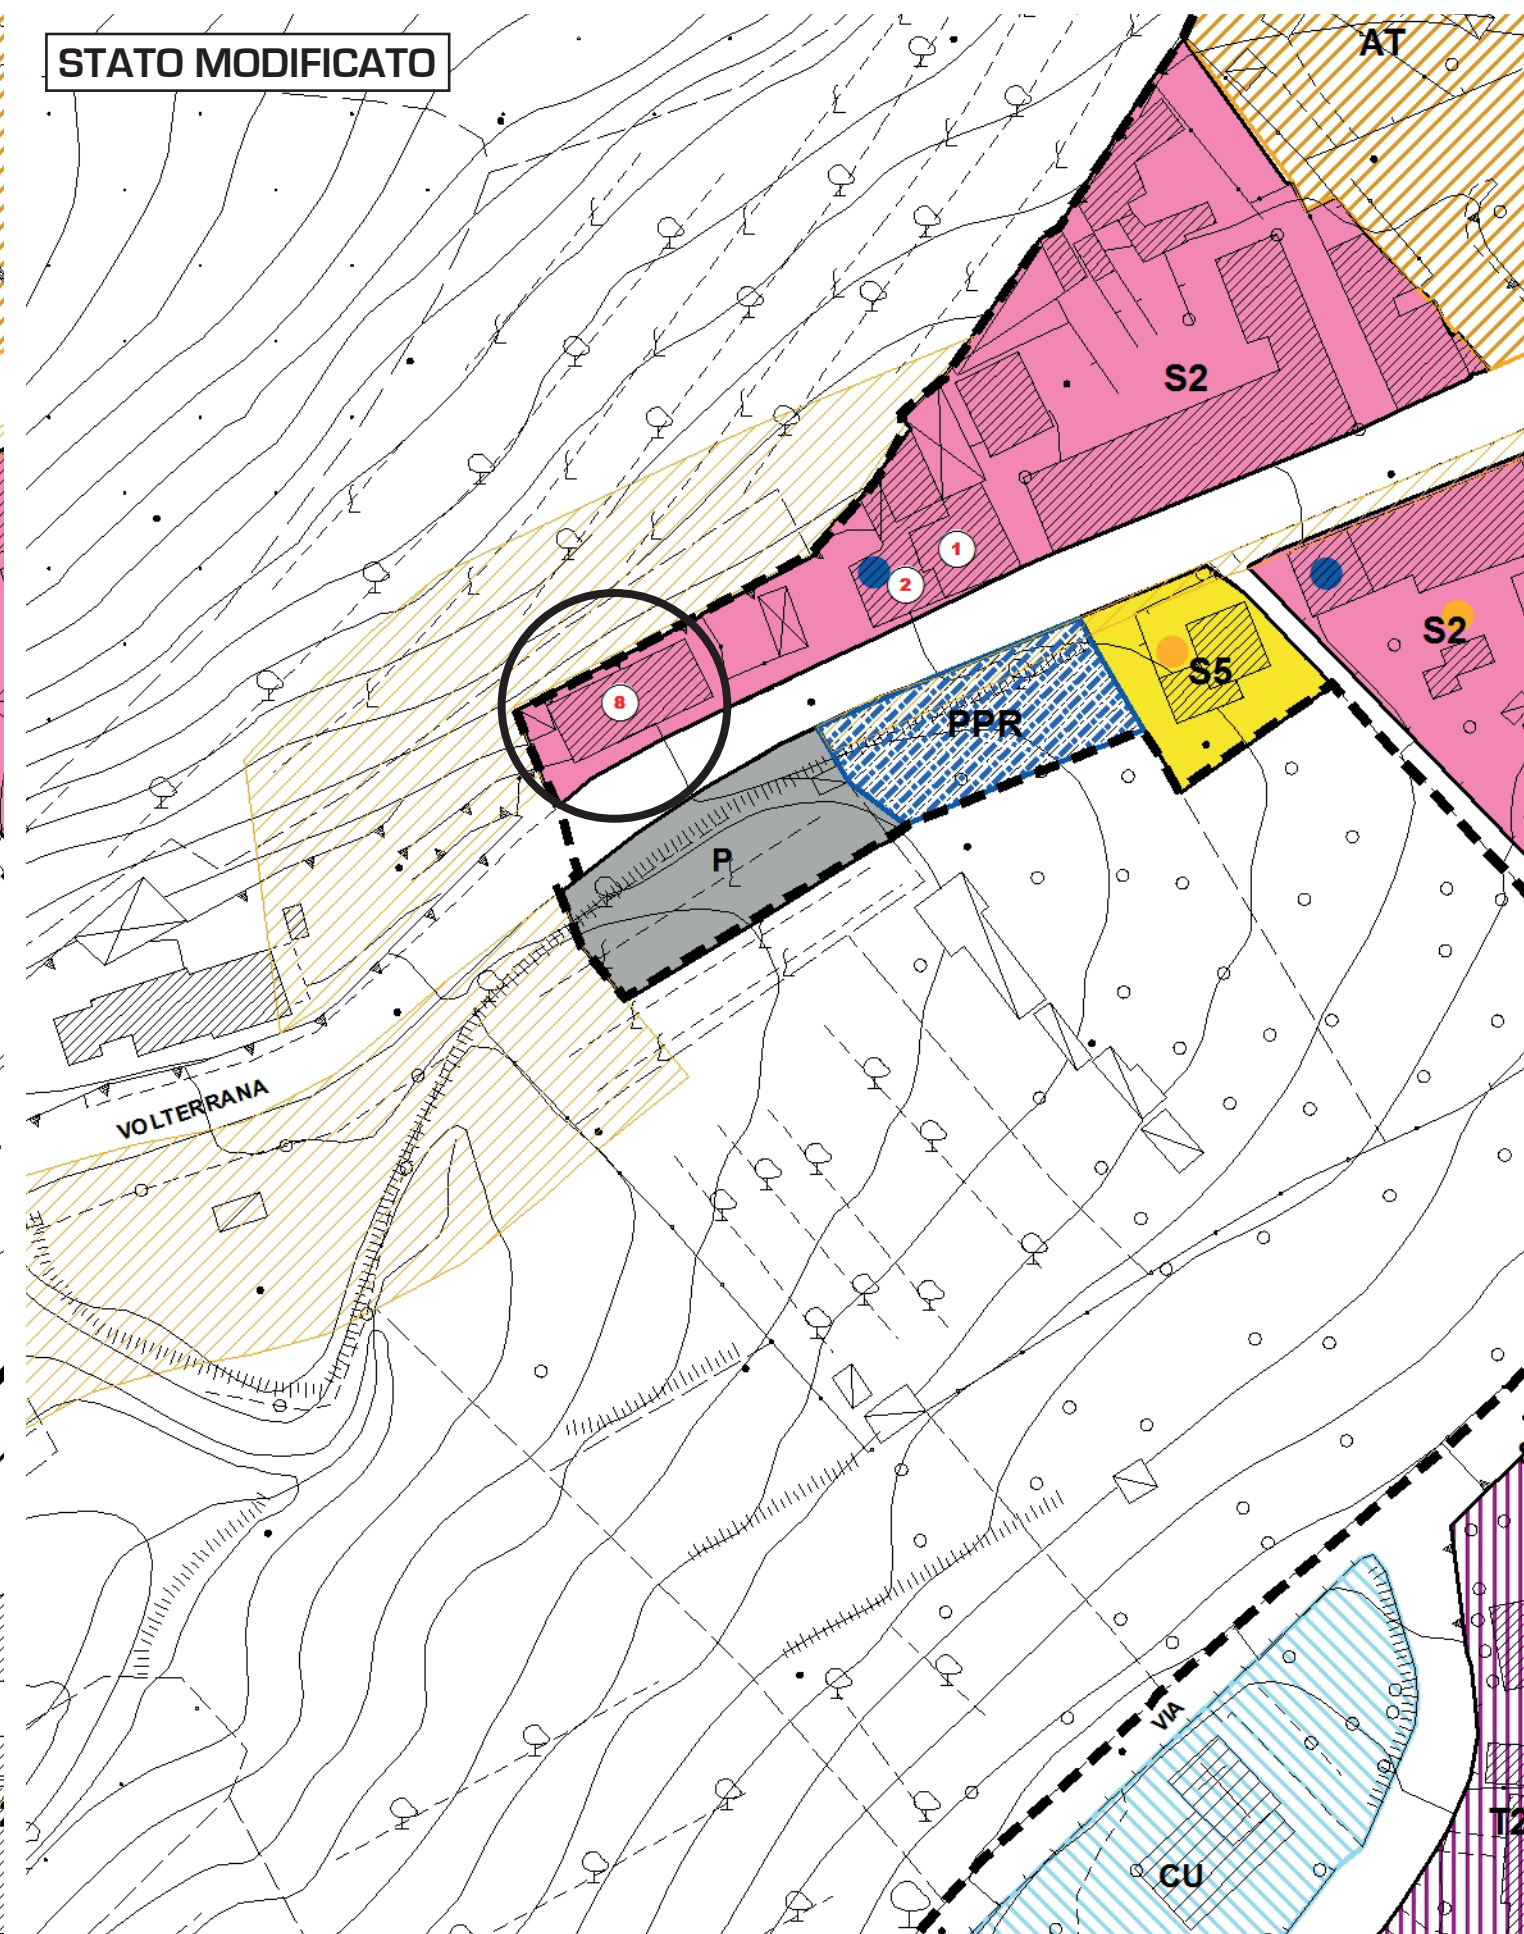 STATO MODIFICATO
AT
S2
1
2
S2
S5
8
PPR
P
VOLTERRANA
VIA
T2
CU